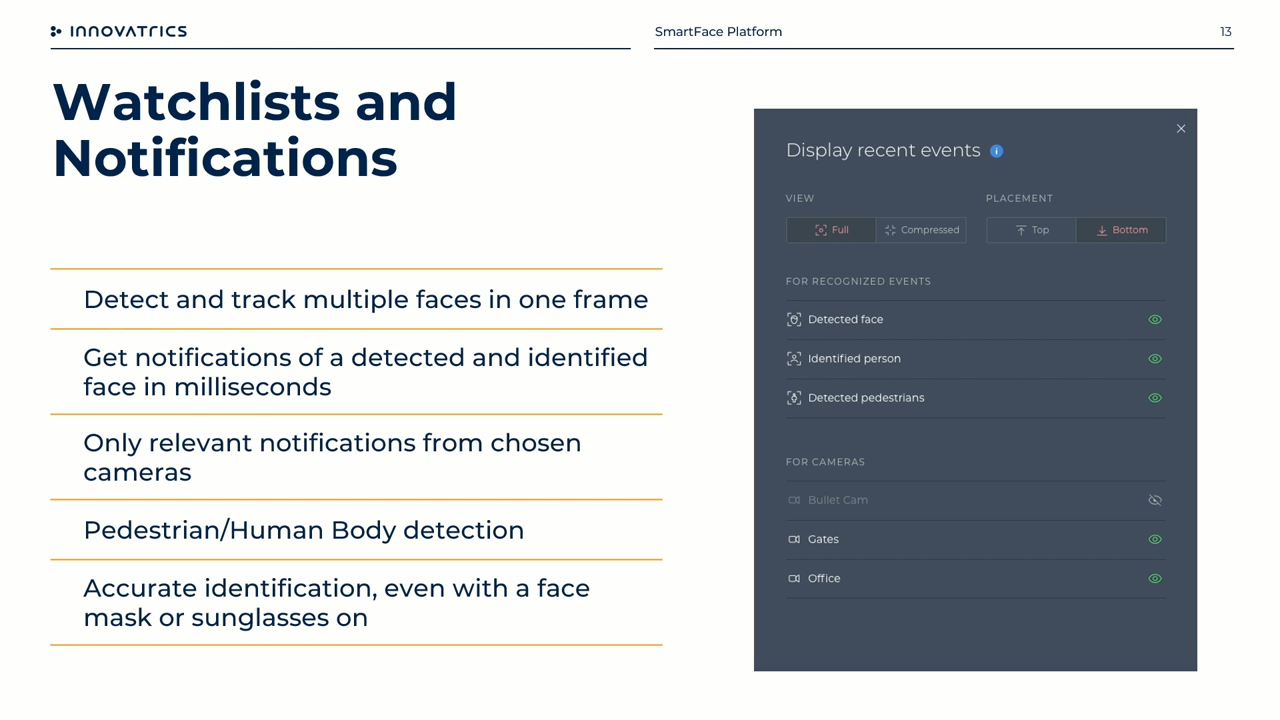 INNOVATRICS
SmartFace Platform
13
Watchlists and
Notifications
Detect and track multiple faces in one frame
Get notifications of a detected and identified
face in milliseconds
Only relevant notifications from chosen
cameras
Pedestrian/Human Body detection
Accurate identification, even with a face
mask or sunglasses on
Display recent events
VIEW
PLACEMENT
Full
Compressed
Top
Bottom
FOR RECOGNIZED EVENTS
Detected face
Identified person
Detected pedestrians
FOR CAMERAS
Bullet Cam
Gates
Office